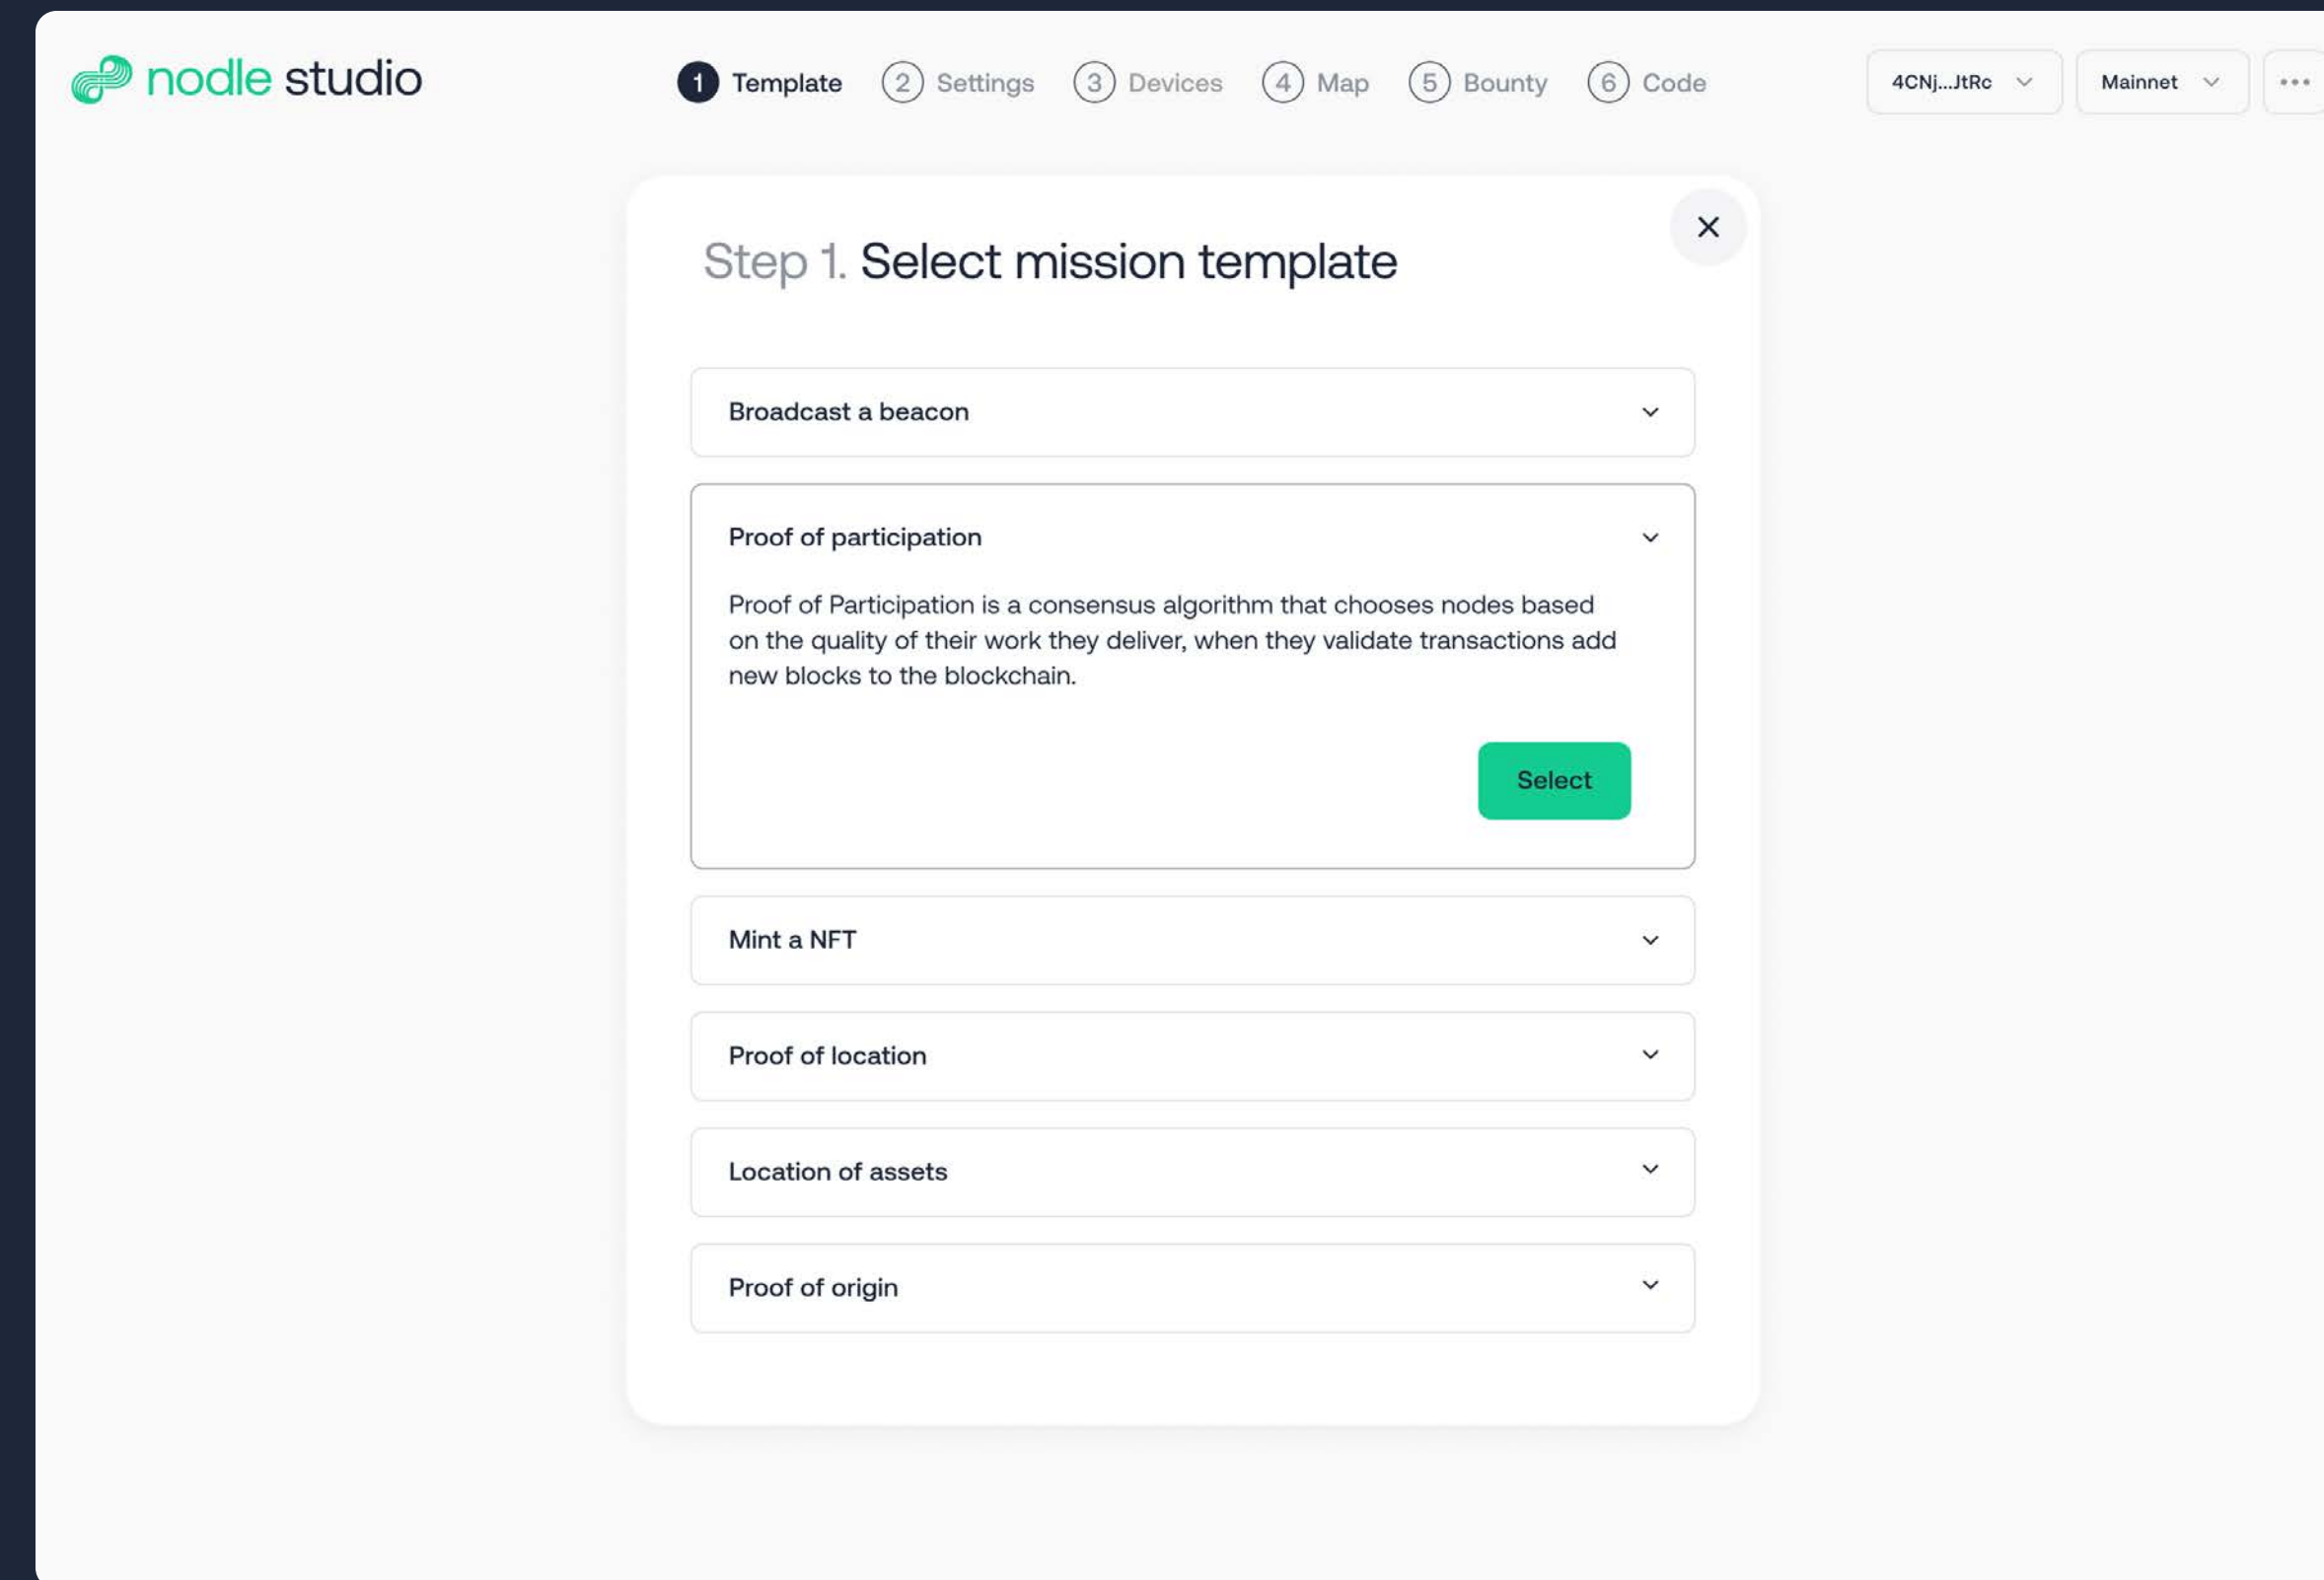 nodle studio
1 Template 2 Settings 3 Devices 4 Map 5 Bounty 6 Code
4CNj...JtRc Mainnet
Step 1. Select mission template
Broadcast a beacon
Proof of participation
Proof of Participation is a consensus algorithm that chooses nodes based
on the quality of their work they deliver, when they validate transactions add
new blocks to the blockchain.
Select
Mint a NFT
Proof of location
Location of assets
Proof of origin